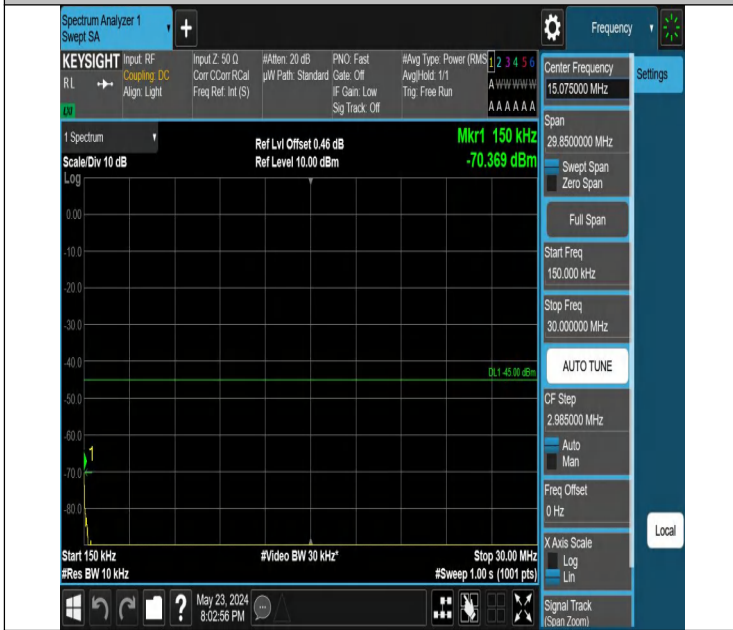 Spectrum Analyzer 1
Swept SA
+
Frequency
KEYSIGHT
RL
Input: RF
Coupling: DC
Align: Light
Input Z: 50 Ω
Corr CCorr RCal
Freq Ref: Int (S)
#Atten: 20 dB
µW Path: Standard
PNO: Fast
Gate: Off
IF Gain: Low
Sig Track: Off
#Avg Type: Power (RMS
Avg|Hold: 1/1
Trig: Free Run
1 2 3 4 5 6
A W W W W W
A A A A A A
1 Spectrum
Scale/Div 10 dB
Log
Ref Lvl Offset 0.46 dB
Ref Level 10.00 dBm
Mkr1 150 kHz
-70.369 dBm
0.00
-10.0
-20.0
-30.0
-40.0
DL1 -45.00 dBm
-50.0
-60.0
1
-70.0
-80.0
Start 150 kHz
#Res BW 10 kHz
#Video BW 30 kHz*
Stop 30.00 MHz
#Sweep 1.00 s (1001 pts)
Center Frequency
15.075000 MHz
Settings
Span
29.8500000 MHz
Swept Span
Zero Span
Full Span
Start Freq
150.000 kHz
Stop Freq
30.000000 MHz
AUTO TUNE
CF Step
2.985000 MHz
Auto
Man
Freq Offset
0 Hz
Local
X Axis Scale
Log
Lin
Signal Track
(Span Zoom)
?
May 23, 2024
8:02:56 PM